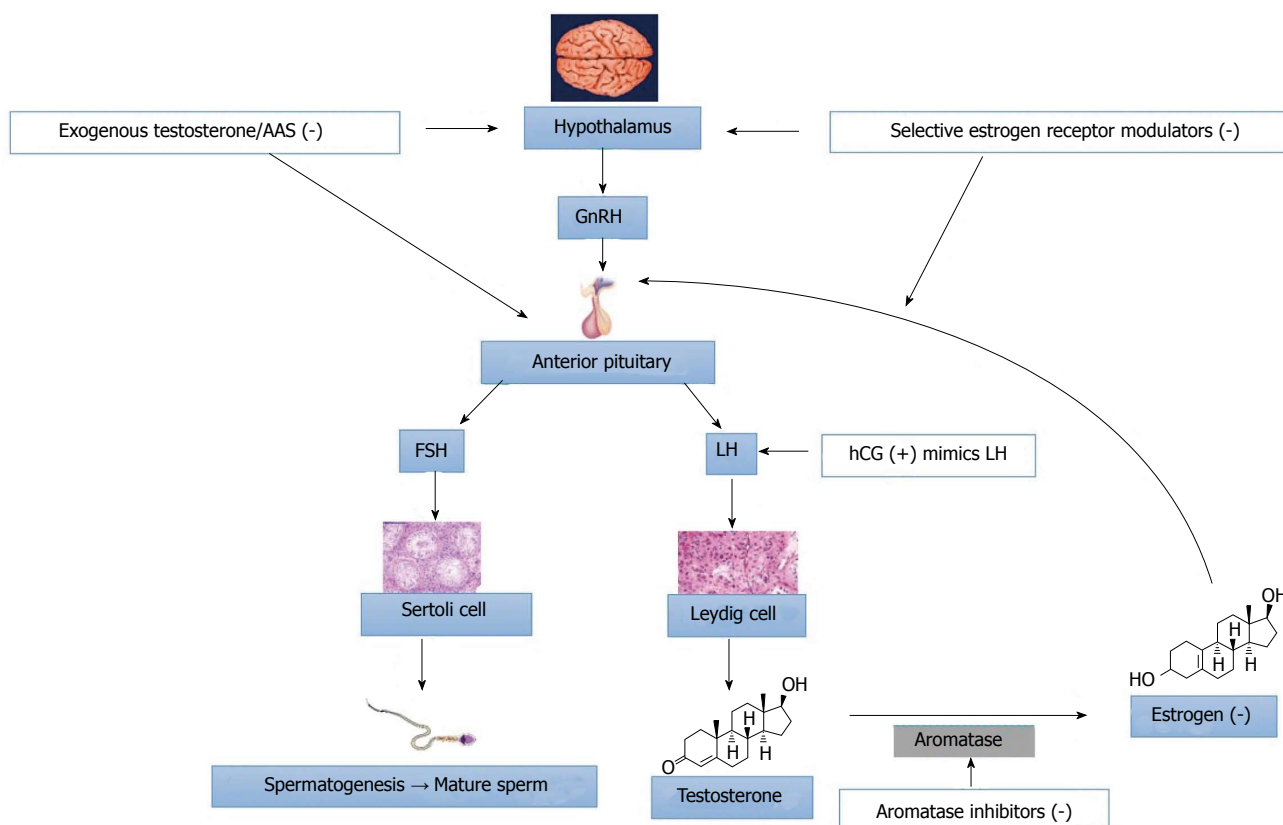 Exogenous testosterone/AAS (-)
Hypothalamus
Selective estrogen receptor modulators (-)
GnRH
Anterior pituitary
FSH
LH
hCG (+) mimics LH
Sertoli cell
Leydig cell
OH
H
H
H
HO
Estrogen (-)
OH
H
H
H
O
Aromatase
Spermatogenesis → Mature sperm
Testosterone
Aromatase inhibitors (-)